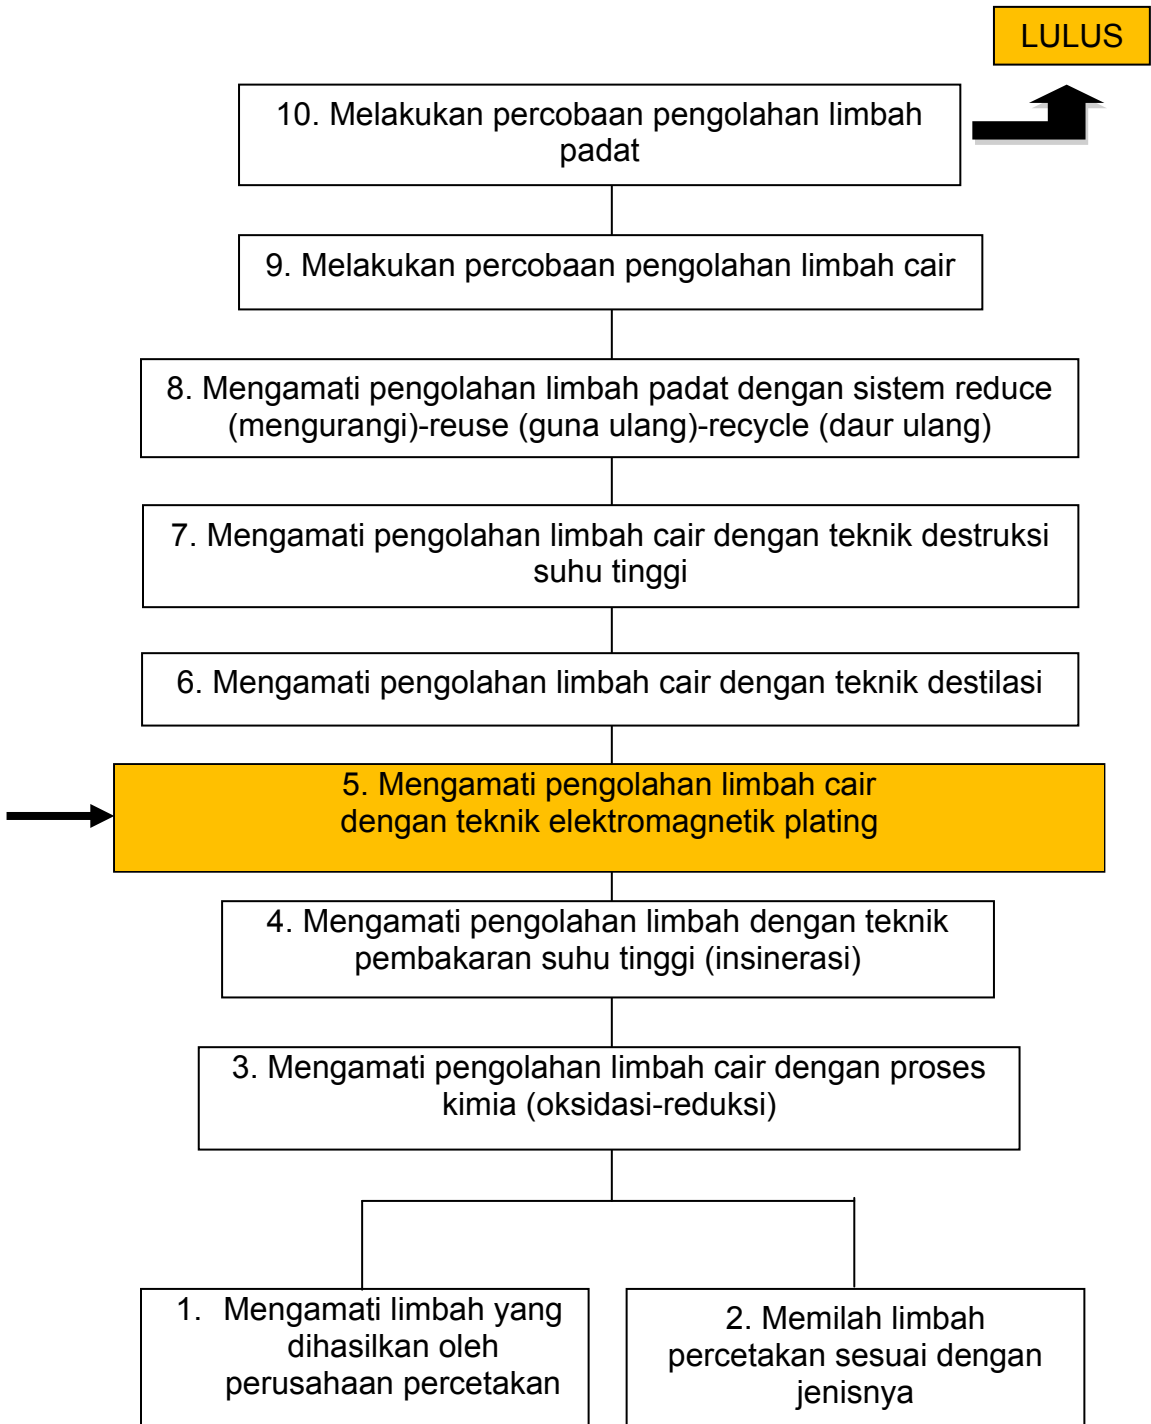 LULUS
10. Melakukan percobaan pengolahan limbah
padat
9. Melakukan percobaan pengolahan limbah cair
8. Mengamati pengolahan limbah padat dengan sistem reduce
(mengurangi)-reuse (guna ulang)-recycle (daur ulang)
7. Mengamati pengolahan limbah cair dengan teknik destruksi
suhu tinggi
6. Mengamati pengolahan limbah cair dengan teknik destilasi
5. Mengamati pengolahan limbah cair
dengan teknik elektromagnetik plating
4. Mengamati pengolahan limbah dengan teknik
pembakaran suhu tinggi (insinerasi)
3. Mengamati pengolahan limbah cair dengan proses
kimia (oksidasi-reduksi)
1. Mengamati limbah yang
dihasilkan oleh
perusahaan percetakan
2. Memilah limbah
percetakan sesuai dengan
jenisnya